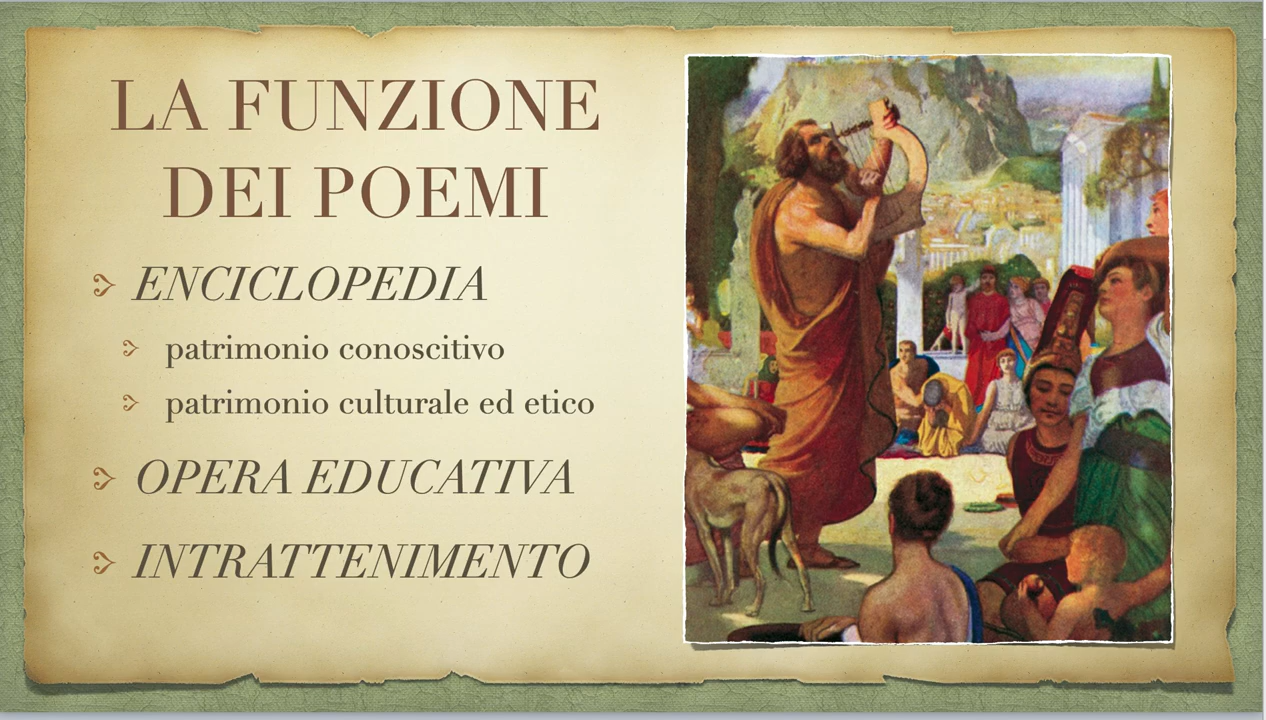 LA FUNZIONE
DEI POEMI
ENCICLOPEDIA
patrimonio conoscitivo
patrimonio culturale ed etico
OPERA EDUCATIVA
INTRATTENIMENTO